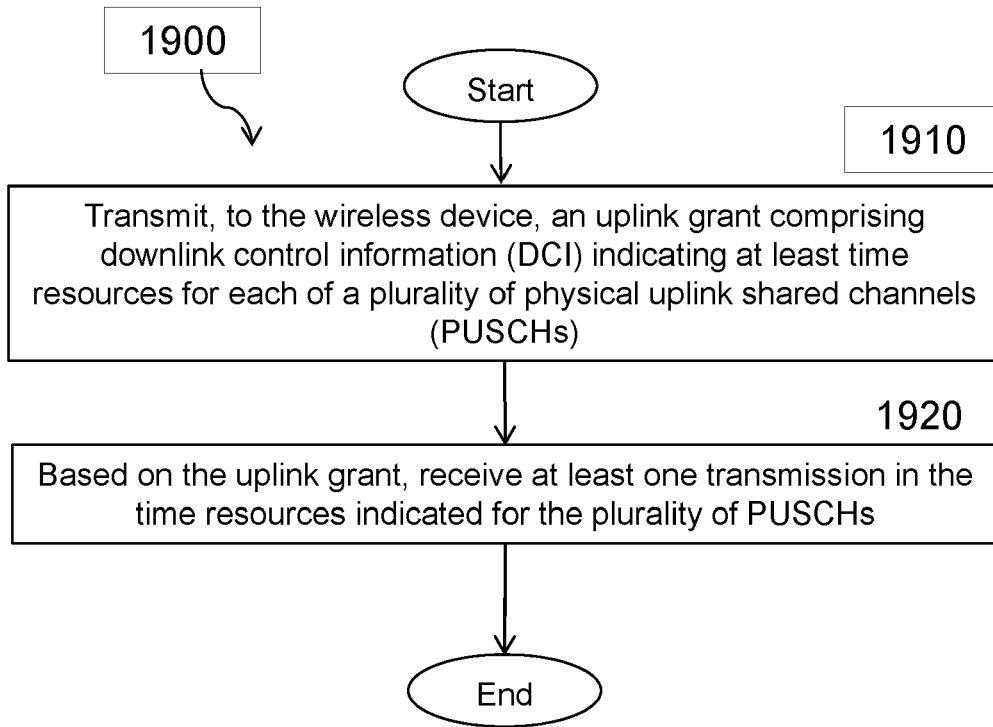 1900
Start
1910
Transmit, to the wireless device, an uplink grant comprising
downlink control information (DCI) indicating at least time
resources for each of a plurality of physical uplink shared channels
(PUSCHs)
1920
Based on the uplink grant, receive at least one transmission in the
time resources indicated for the plurality of PUSCHs
End